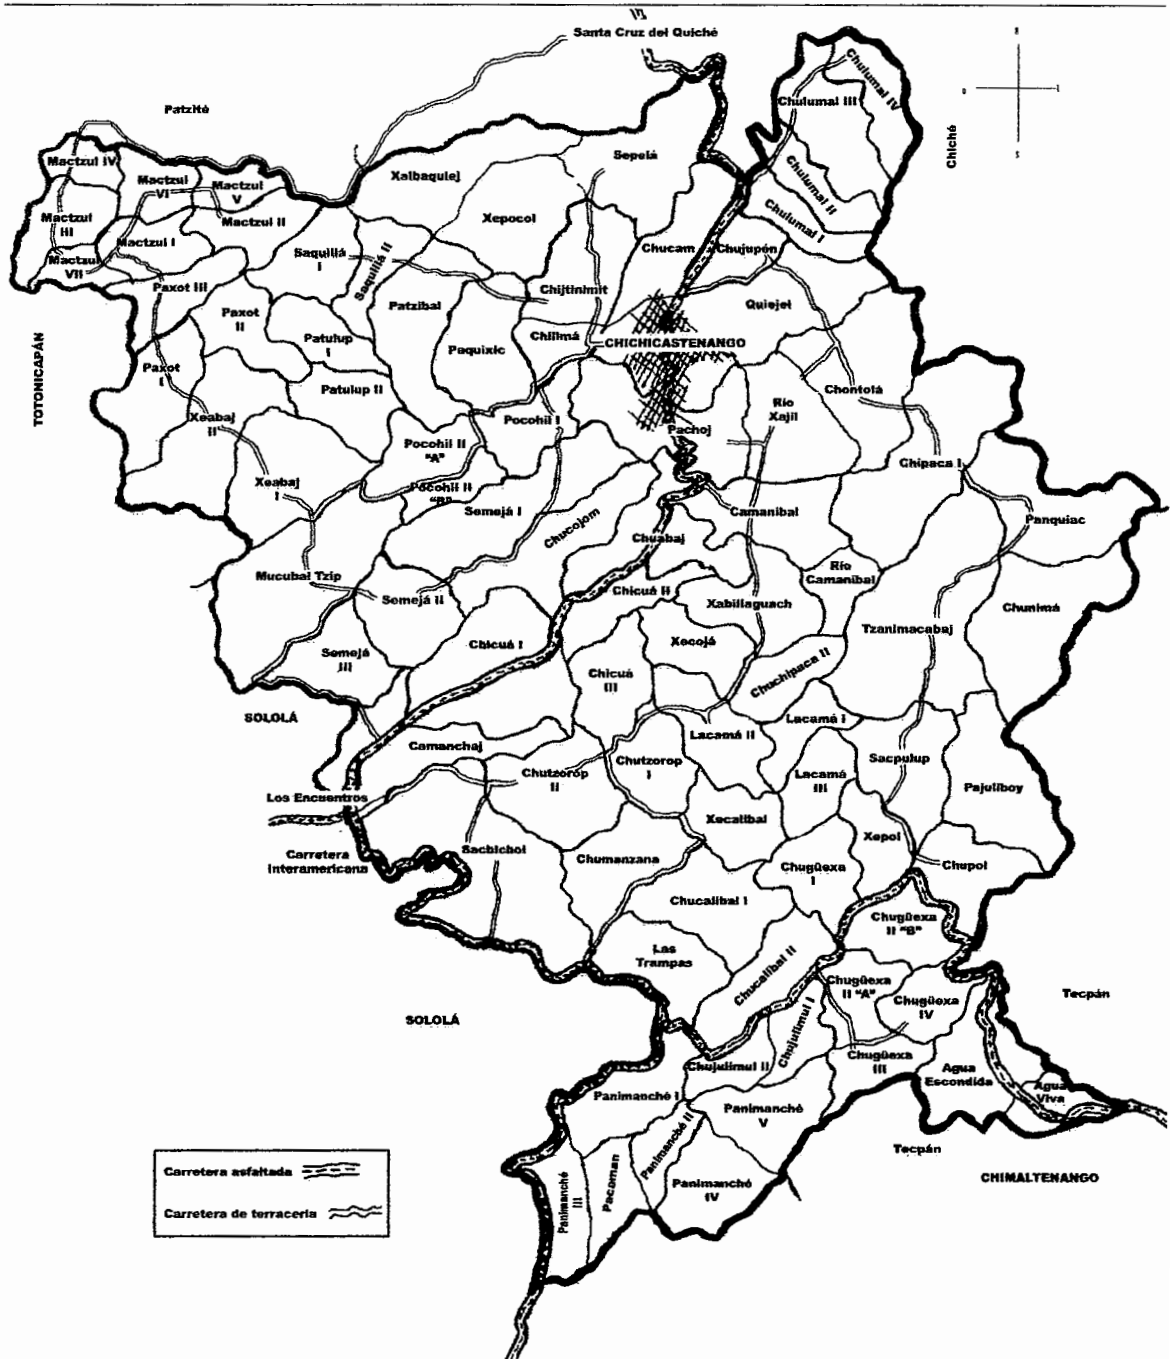 Santa Cruz del Quiché
Chulumal IV
Chulumal III
Patzité
Chiché
Mactzul IV
Sepelá
Mactzul
VI
Mactzul
V
Xalbaquiej
Chulumal II
Mactzul
III
Mactzul II
Xepocol
Chulumal I
Mactzul I
Saquillá
I
Saquillá II
Chucam
Chujupón
Mactzul
VII
Paxot III
Chijtinimit
Patzibal
Quiejel
Paxot
II
Patulup
I
Paquixic
Chilimá
CHICHICASTENANGO
TOTONICAPÁN
Paxot
I
Patulup II
Chontolá
Río
Xajil
Xeabaj
II
Pocohil I
Pachoj
Pocohil II
"A"
Chipaca I
Xeabaj
I
Pocohil II
"B"
Semejá I
Chucojom
Camanibal
Panquiac
Chuabaj
Mucubal Tzip
Río
Camanibal
Semejá II
Chicuá II
Xabillaguach
Chunimá
Tzanimacabaj
Chicuá I
Xecojá
Semejá
III
Chicuá
III
Chuchipaca II
SOLOLÁ
Lacamá I
Lacamá II
Camanchaj
Chutzorop
II
Chutzorop
I
Lacamá
III
Sacpulup
Pajuliboy
Los Encuentros
Xecalibal
Xepol
Sacbichol
Carretera
interamericana
Chumanzana
Chugüexa
I
Chupol
Chucalibal I
Chugüexa
II "B"
Las
Trampas
Chucalibal II
Chugüexa
II "A"
Chugüexa
IV
Tecpán
SOLOLÁ
Chujulimul I
Chugüexa
III
Chujulimul II
Agua
Escondida
Agua
Viva
Panimanché I
Panimanché
V
Panimanché II
Tecpán
Carretera asfaltada
Panimanché
III
Pacoman
Panimanché
IV
CHIMALTENANGO
Carretera de terracería